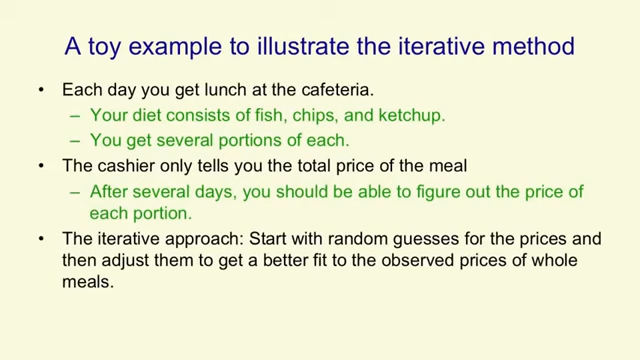 A toy example to illustrate the iterative method
• Each day you get lunch at the cafeteria.
– Your diet consists of fish, chips, and ketchup.
– You get several portions of each.
• The cashier only tells you the total price of the meal
– After several days, you should be able to figure out the price of
each portion.
• The iterative approach: Start with random guesses for the prices and
then adjust them to get a better fit to the observed prices of whole
meals.